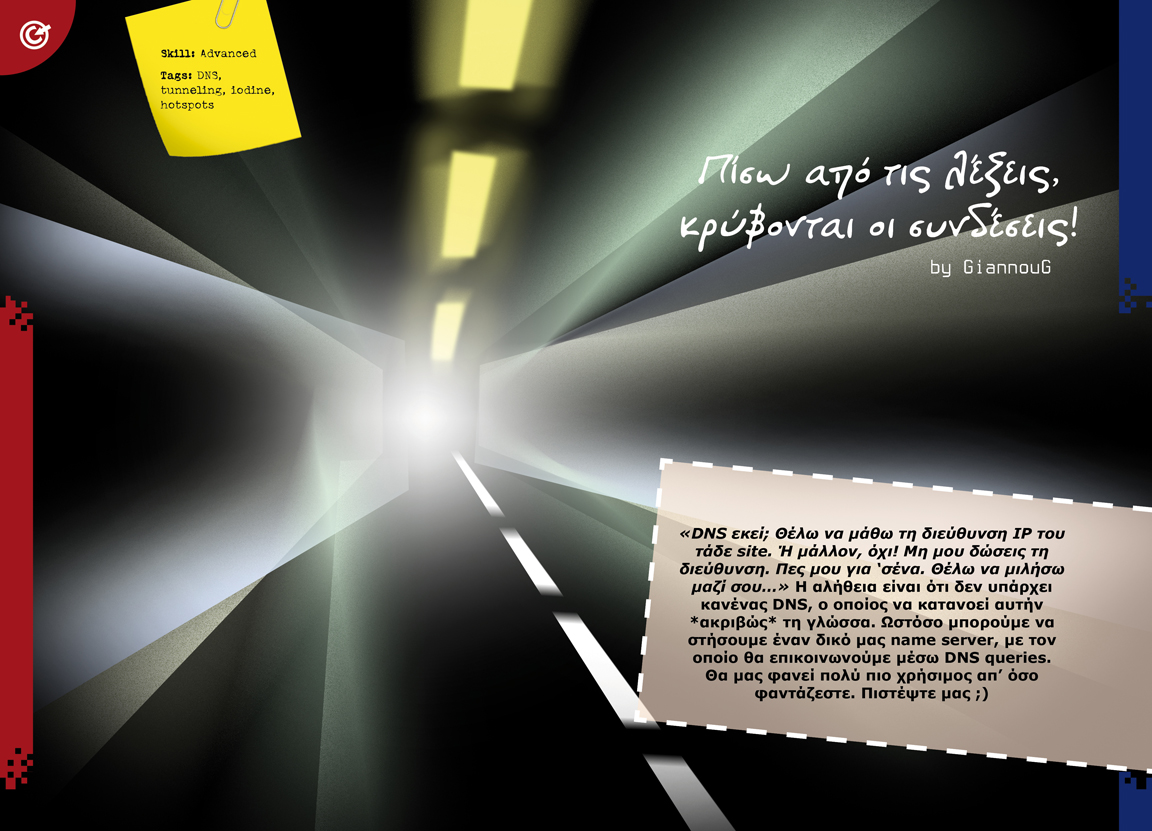 Skill: Advanced
Tags: DNS,
tunneling, iodine,
hotspots
Πίσω από τις λέξεις,
κρύβονται οι συνδέσεις!
by GiannouG
«DNS εκεί; Θέλω να μάθω τη διεύθυνση IP του
τάδε site. Ή μάλλον, όχι! Μη μου δώσεις τη
διεύθυνση. Πες μου για 'σένα. Θέλω να μιλήσω
μαζί σου...» Η αλήθεια είναι ότι δεν υπάρχει
κανένας DNS, ο οποίος να κατανοεί αυτήν
*ακριβώς* τη γλώσσα. Ωστόσο μπορούμε να
στήσουμε έναν δικό μας name server, με τον
οποίο θα επικοινωνούμε μέσω DNS queries.
Θα μας φανεί πολύ πιο χρήσιμος απ' όσο
φαντάζεστε. Πιστέψτε μας ;)